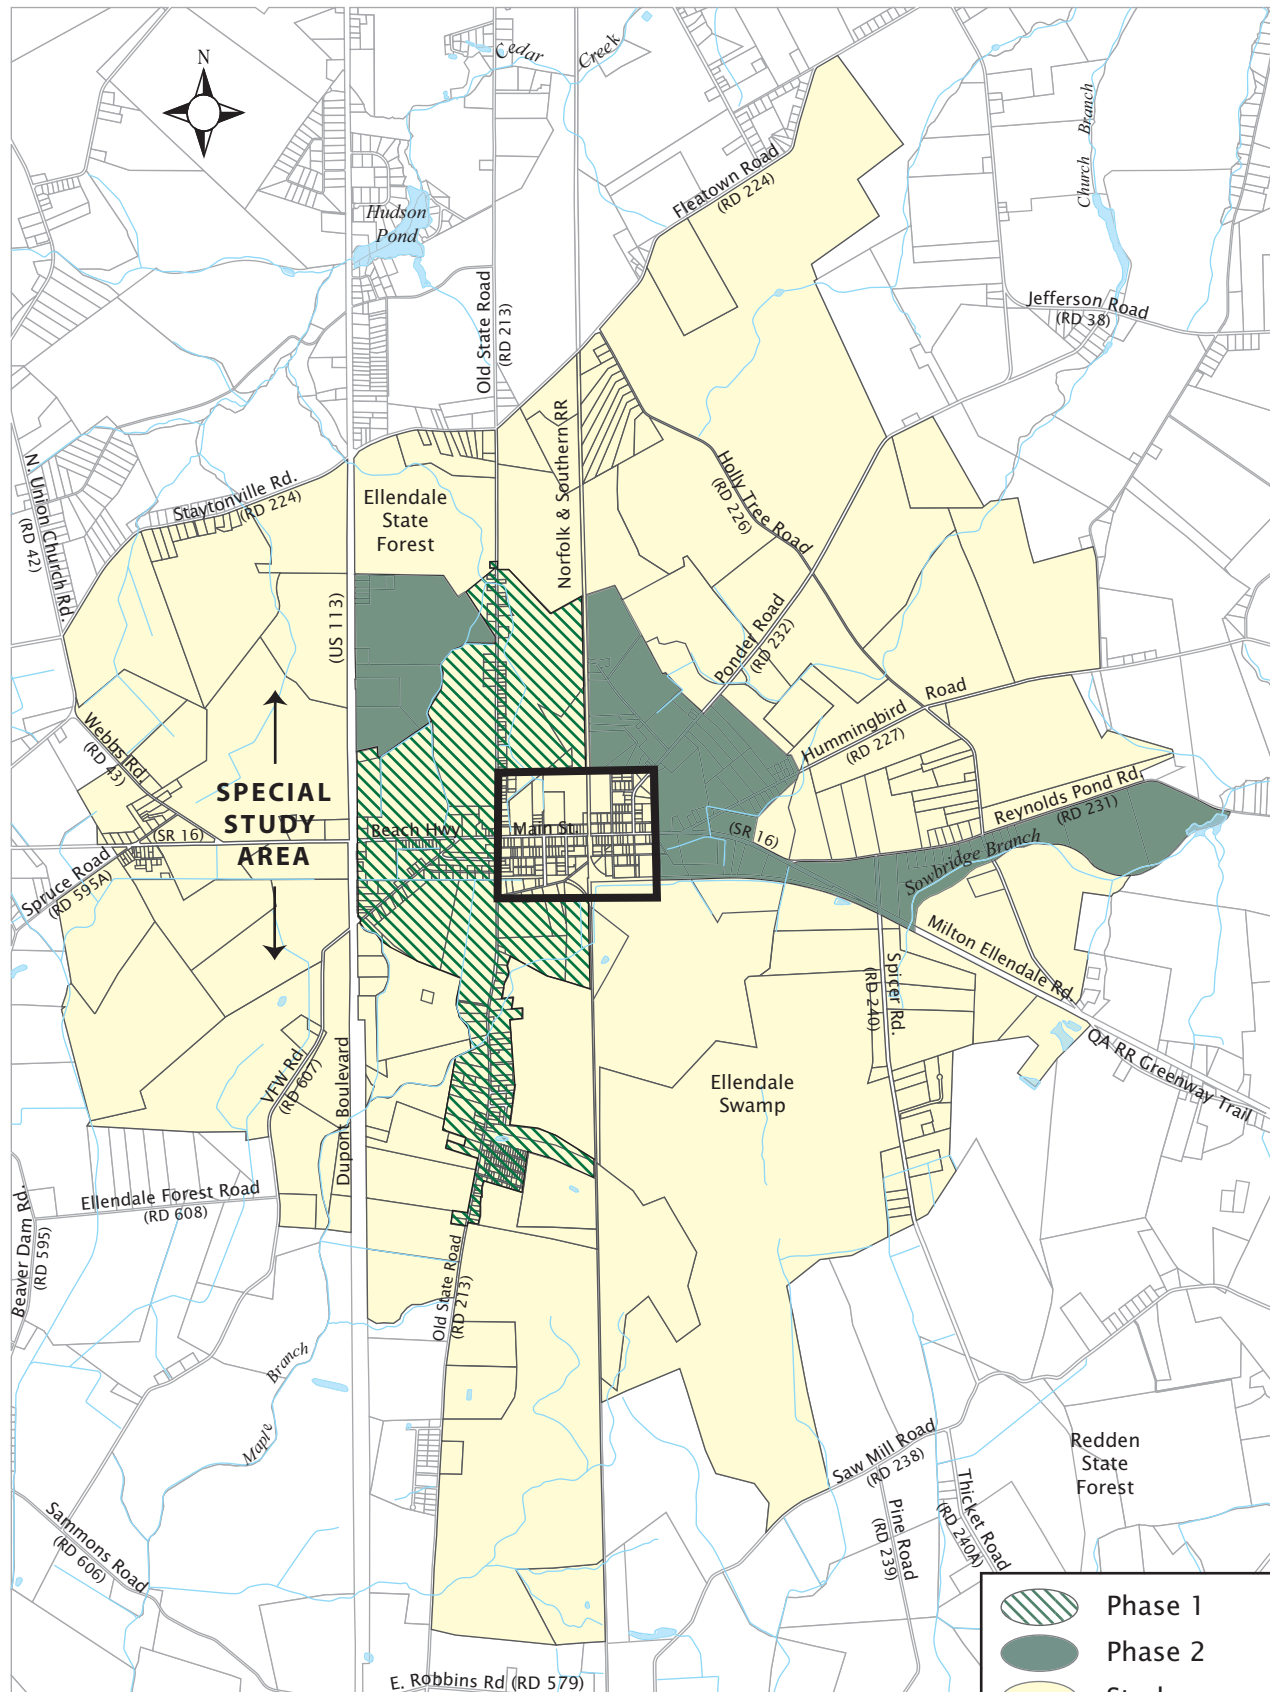 N
Cedar
Creek
Church Branch
Hudson
Pond
Fleatown Road
(RD 224)
Old State Road
(RD 213)
Jefferson Road
(RD 38)
Norfolk & Southern RR
N. Union Church Rd.
(RD 42)
Staytonville Rd.
(RD 224)
Ellendale
State
Forest
Holly Tree Road
(RD 226)
(US 113)
Ponder Road
(RD 232)
Hummingbird Road
(RD 227)
Webbs Rd.
(RD 43)
SPECIAL
STUDY
AREA
(SR 16)
Beach Hwy
Main St.
(SR 16)
Reynolds Pond Rd.
(RD 231)
Sowbridge Branch
Spruce Road
(RD 595A)
Milton Ellendale Rd.
Spicer Rd.
(RD 240)
QA RR Greenway Trail
VFW Rd.
(RD 607)
Dupont Boulevard
Ellendale
Swamp
Ellendale Forest Road
(RD 608)
Beaver Dam Rd.
(RD 595)
Old State Road
(RD 213)
Maple Branch
Saw Mill Road
(RD 238)
Redden
State
Forest
Pine Road
(RD 239)
Thicket Road
(RD 240A)
Sammons Road
(RD 606)
E. Robbins Rd (RD 579)
Phase 1
Phase 2